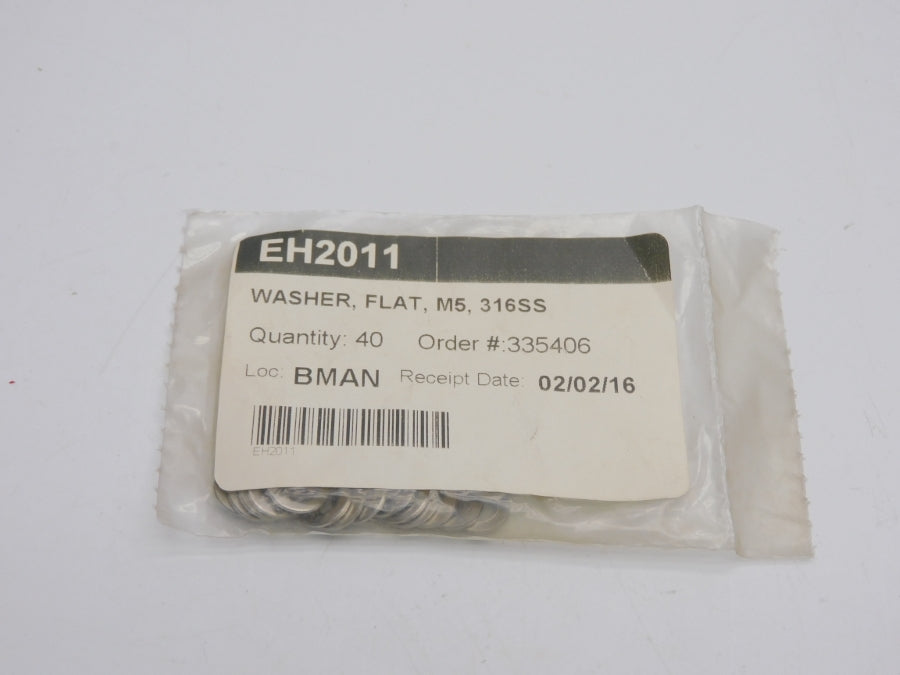 EH2011
WASHER, FLAT, M5, 316SS
Quantity: 40 Order #:335406
Loc: BMAN Receipt Date: 02/02/16
EH2011